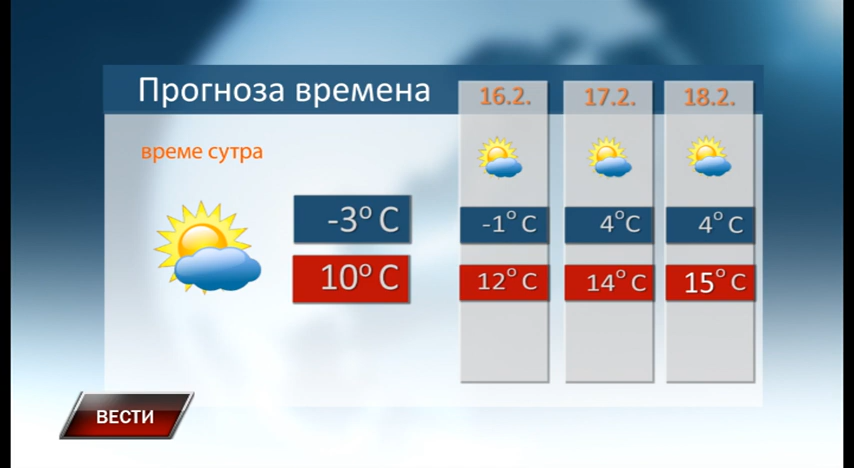 Прогноза времена
време сутра
-3° C
10° C
16.2.
-1° C
12° C
17.2.
4°C
14° C
18.2.
4° C
15° C
ВЕСТИ